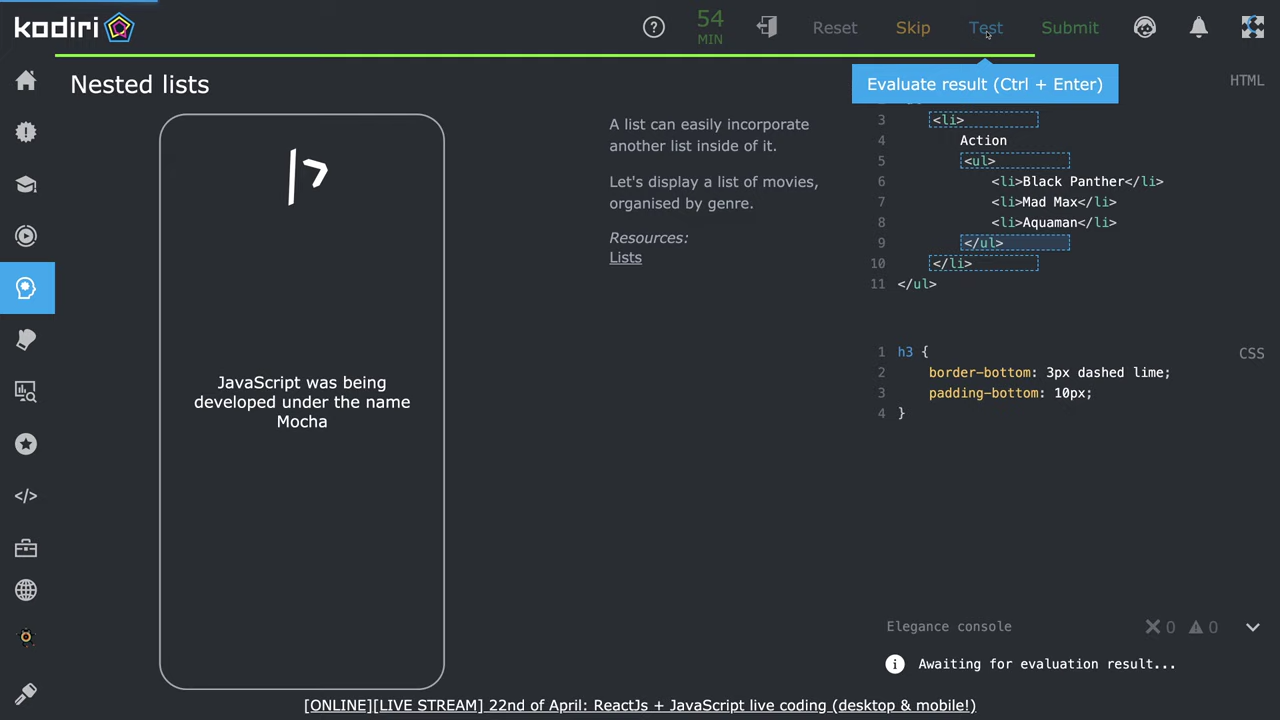 kodiri
54
MIN
Reset
Skip
Test
Submit
Evaluate result (Ctrl + Enter)
Nested lists
HTML
A list can easily incorporate
another list inside of it.
Let's display a list of movies,
organised by genre.
Resources:
Lists
3 <li>
4 Action
5 <ul>
6 <li>Black Panther</li>
7 <li>Mad Max</li>
8 <li>Aquaman</li>
9 </ul>
10 </li>
11 </ul>
CSS
1 h3 {
2 border-bottom: 3px dashed lime;
3 padding-bottom: 10px;
4 }
JavaScript was being
developed under the name
Mocha
Elegance console
0
0
Awaiting for evaluation result...
[ONLINE][LIVE STREAM] 22nd of April: ReactJs + JavaScript live coding (desktop & mobile!)